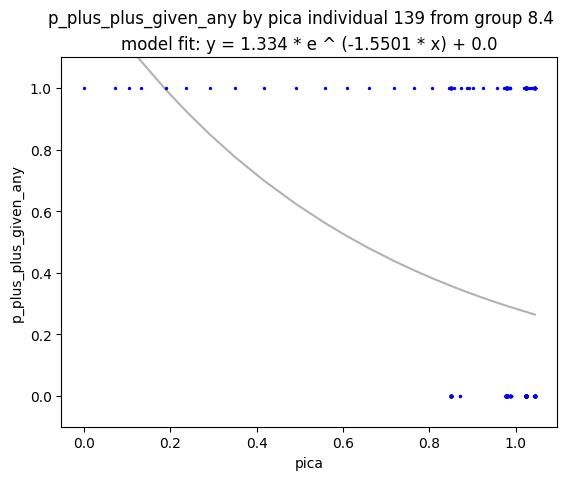 p_plus_plus_given_any by pica individual 139 from group 8.4
model fit: y = 1.334 * e ^ (-1.5501 * x) + 0.0
1.0
0.8
0.6
0.4
0.2
0.0
p_plus_plus_given_any
0.0 0.2 0.4 0.6 0.8 1.0
pica